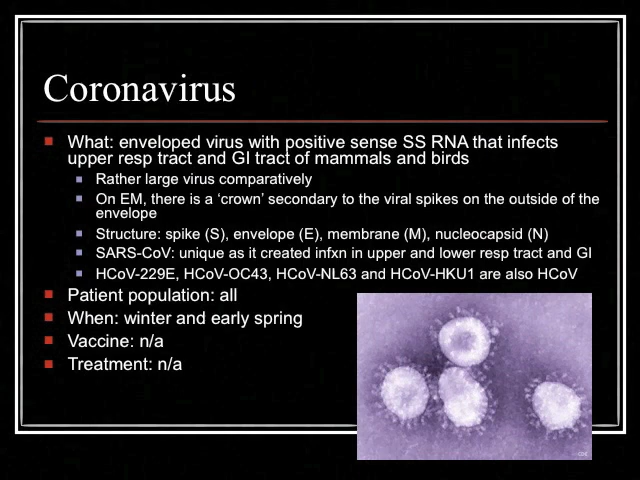 Coronavirus
What: enveloped virus with positive sense SS RNA that infects
upper resp tract and GI tract of mammals and birds
Rather large virus comparatively
On EM, there is a ‘crown’ secondary to the viral spikes on the outside of the
envelope
Structure: spike (S), envelope (E), membrane (M), nucleocapsid (N)
SARS-CoV: unique as it created infxn in upper and lower resp tract and GI
HCoV-229E, HCoV-OC43, HCoV-NL63 and HCoV-HKU1 are also HCoV
Patient population: all
When: winter and early spring
Vaccine: n/a
Treatment: n/a